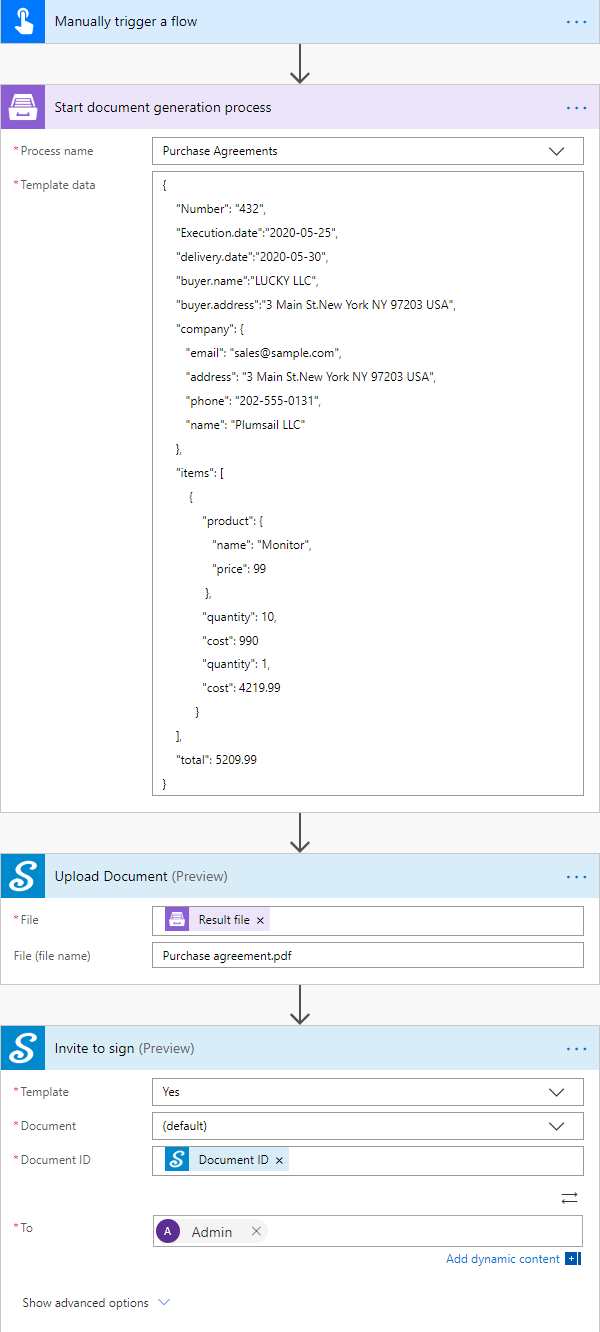 Manually trigger a flow
...
Start document generation process
...
* Process name
Purchase Agreements
* Template data
{
"Number": "432",
"Execution.date":"2020-05-25",
"delivery.date":"2020-05-30",
"buyer.name":"LUCKY LLC",
"buyer.address":"3 Main St.New York NY 97203 USA",
"company": {
"email": "sales@sample.com",
"address": "3 Main St.New York NY 97203 USA",
"phone": "202-555-0131",
"name": "Plumsail LLC"
},
"items": [
{
"product": {
"name": "Monitor",
"price": 99
},
"quantity": 10,
"cost": 990
"quantity": 1,
"cost": 4219.99
}
],
"total": 5209.99
}
S
Upload Document (Preview)
...
* File
Result file ×
File (file name)
Purchase agreement.pdf
S
Invite to sign (Preview)
...
* Template
Yes
* Document
(default)
* Document ID
S Document ID ×
* To
A Admin ×
Add dynamic content +
Show advanced options